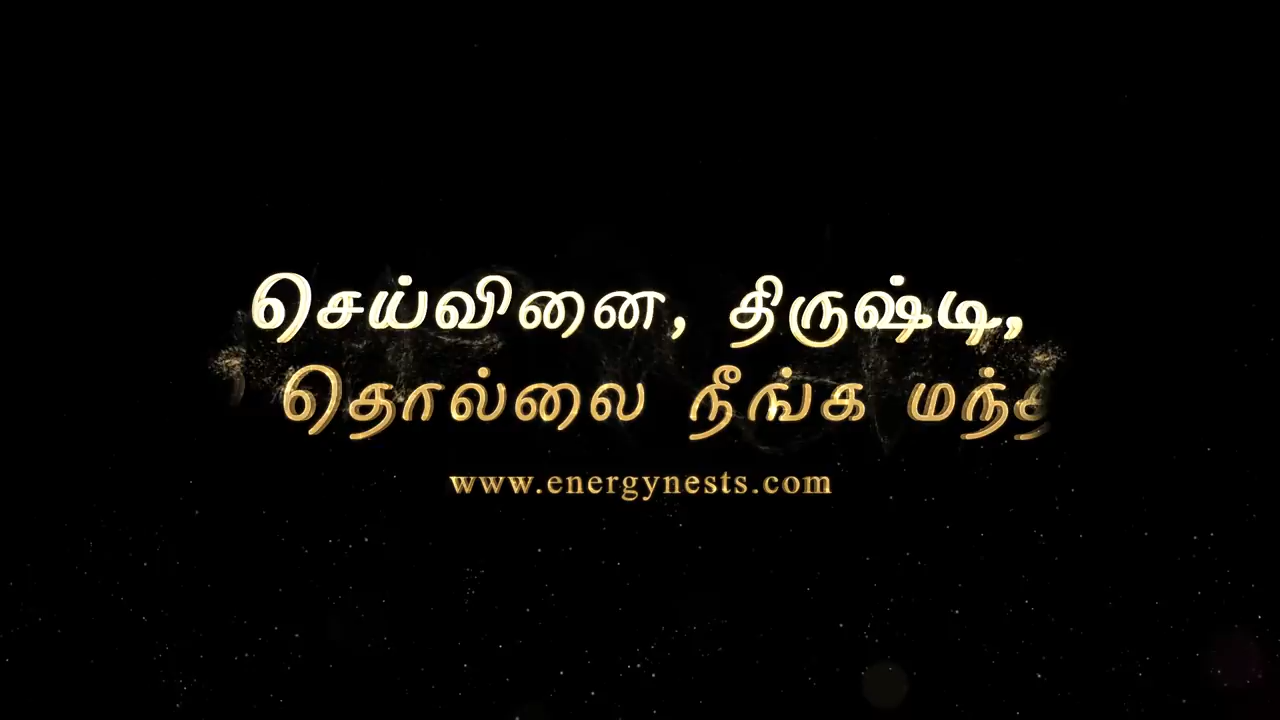 செய்வினை, திருஷ்டி,
தொல்லை நீங்க
www.energynests.com